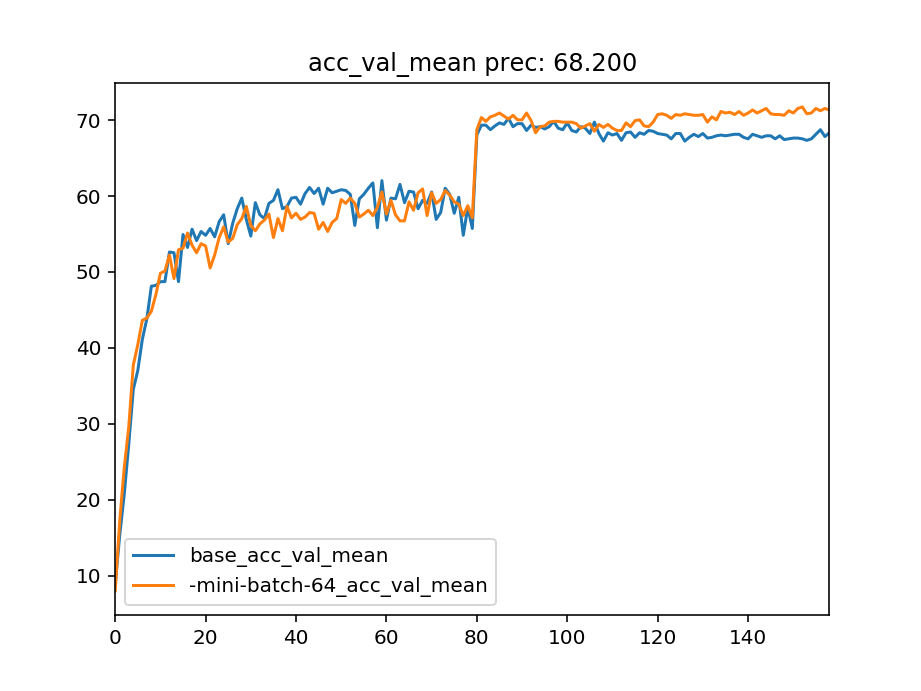 acc_val_mean prec: 68.200
70
60
50
40
30
20
10
base_acc_val_mean
-mini-batch-64_acc_val_mean
0 20 40 60 80 100 120 140